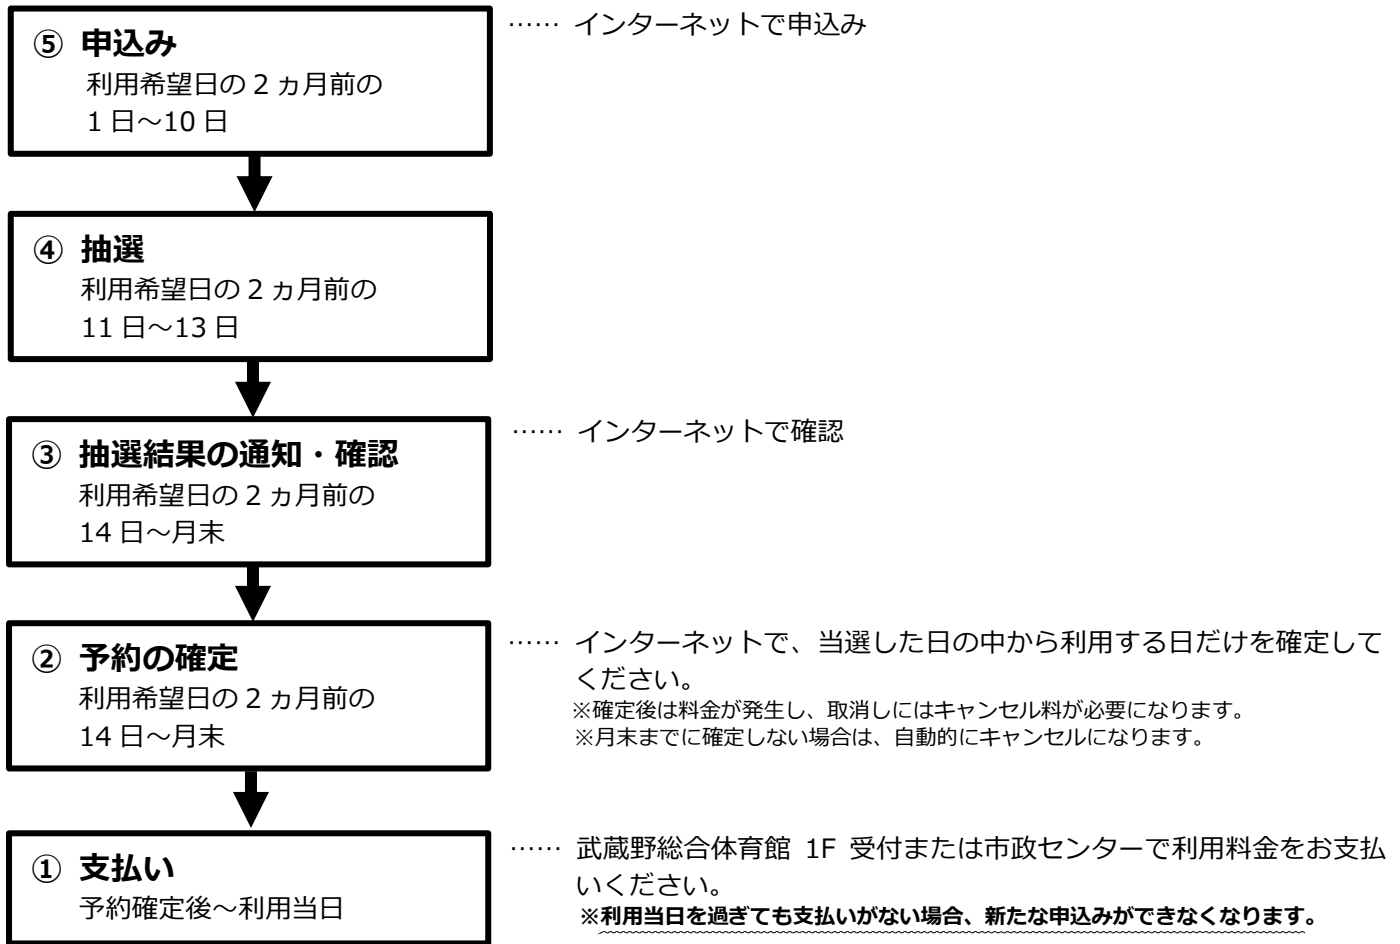 ⑤ 申込み
利用希望日の2ヵ月前の
1日～10日
…… インターネットで申込み
④ 抽選
利用希望日の2ヵ月前の
11日～13日
③ 抽選結果の通知・確認
利用希望日の2ヵ月前の
14日～月末
…… インターネットで確認
② 予約の確定
利用希望日の2ヵ月前の
14日～月末
…… インターネットで、当選した日の中から利用する日だけを確定して
ください。
※確定後は料金が発生し、取消しにはキャンセル料が必要になります。
※月末までに確定しない場合は、自動的にキャンセルになります。
① 支払い
予約確定後～利用当日
…… 武蔵野総合体育館 1F 受付または市政センターで利用料金をお支払
いください。
※利用当日を過ぎても支払いがない場合、新たな申込みができなくなります。